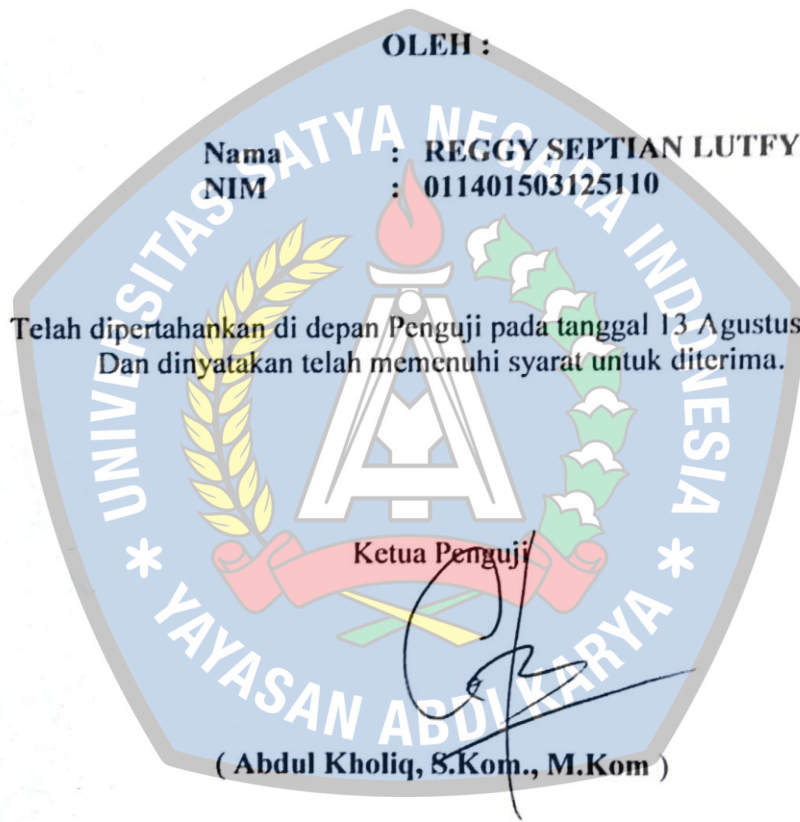 OLEH :
Nama : REGGY SEPTIAN LUTFY
NIM : 011401503125110
Telah dipertahankan di depan Penguji pada tanggal 13 Agustus
Dan dinyatakan telah memenuhi syarat untuk diterima.
Ketua Penguji
( Abdul Kholiq, S.Kom., M.Kom )
UNIVERSITAS SATYA NEGARA INDONESIA
* YAYASAN ABDI KARYA *